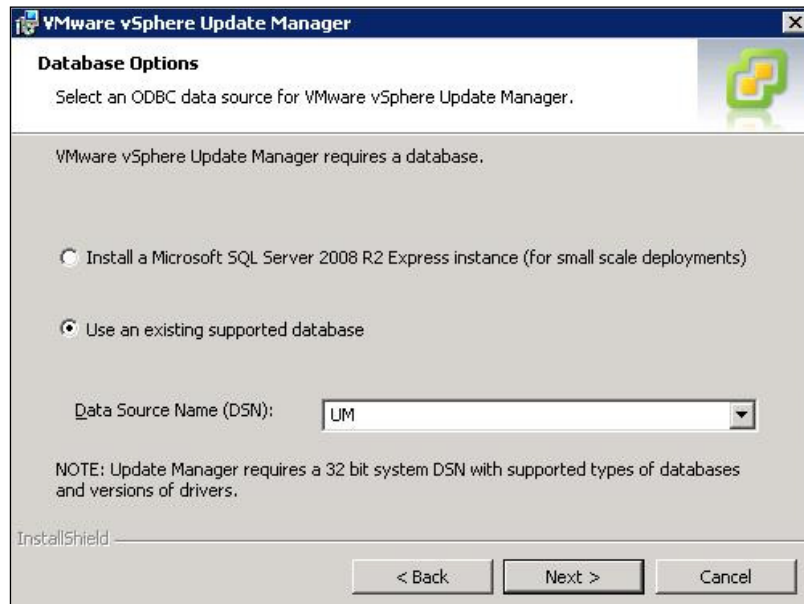 VMware vSphere Update Manager
Database Options
Select an ODBC data source for VMware vSphere Update Manager.
VMware vSphere Update Manager requires a database.
Install a Microsoft SQL Server 2008 R2 Express instance (for small scale deployments)
Use an existing supported database
Data Source Name (DSN): UM
NOTE: Update Manager requires a 32 bit system DSN with supported types of databases
and versions of drivers.
InstallShield
< Back Next > Cancel